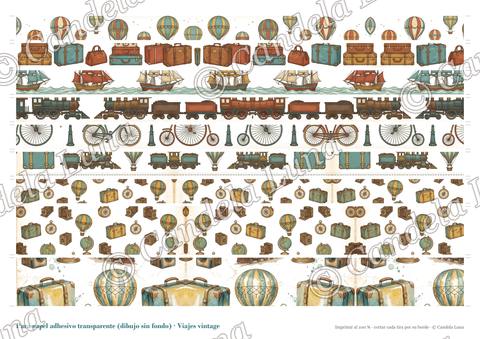 © Candela Luna
papel adhesivo transparente (dibujo sin fondo) · Viajes vintage
Imprimir al 100 % · cortar cada tira por su borde · © Candela Luna